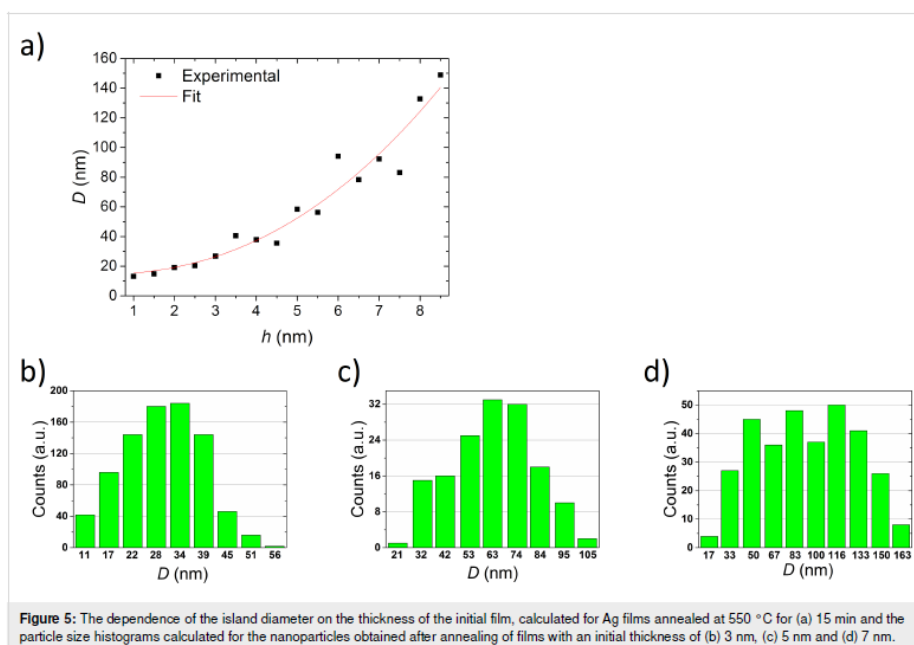 a)
160
140
120
100
80
60
40
20
0
D (nm)
Experimental
Fit
1 2 3 4 5 6 7 8
h (nm)
b)
200
160
120
80
40
0
Counts (a.u.)
11 17 22 28 34 39 45 51 56
D (nm)
c)
32
24
16
8
0
Counts (a.u.)
21 32 42 53 63 74 84 95 105
D (nm)
d)
50
40
30
20
10
0
Counts (a.u.)
17 33 50 67 83 100 116 133 150 163
D (nm)
Figure 5: The dependence of the island diameter on the thickness of the initial film, calculated for Ag films annealed at 550 °C for (a) 15 min and the
particle size histograms calculated for the nanoparticles obtained after annealing of films with an initial thickness of (b) 3 nm, (c) 5 nm and (d) 7 nm.